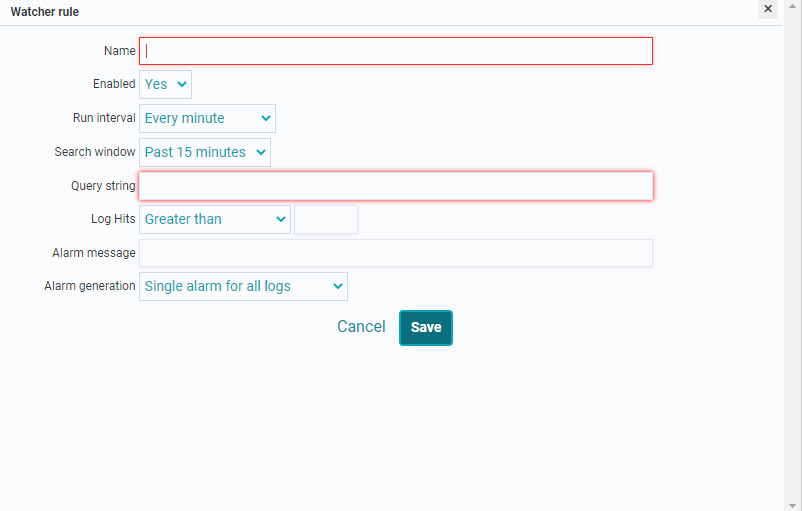 Watcher rule
Name
Enabled Yes
Run interval Every minute
Search window Past 15 minutes
Query string
Log Hits Greater than
Alarm message
Alarm generation Single alarm for all logs
Cancel Save